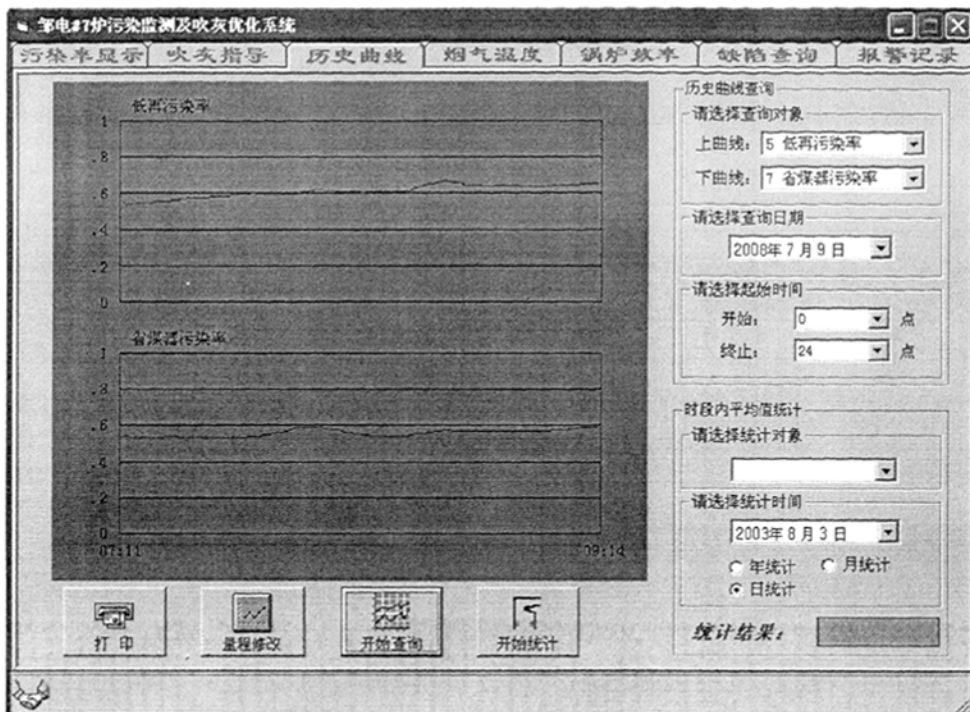 邹电#7炉污染监测及吹灰优化系统
污染率显示 吹灰指导 历史曲线 烟气温度 锅炉效率 缺陷查询 报警记录
低再污染率
1
.8
.6
.4
.2
0
省煤器污染率
1
.8
.6
.4
.2
0
07:11 09:14
打印
量程修改
开始查询
开始统计
历史曲线查询
请选择查询对象
上曲线： 5 低再污染率
下曲线： 7 省煤器污染率
请选择查询日期
2008年 7 月 9 日
请选择起始时间
开始： 0 点
终止： 24 点
时段内平均值统计
请选择统计对象
请选择统计时间
2003年 8 月 3 日
年统计 月统计
日统计
统计结果：